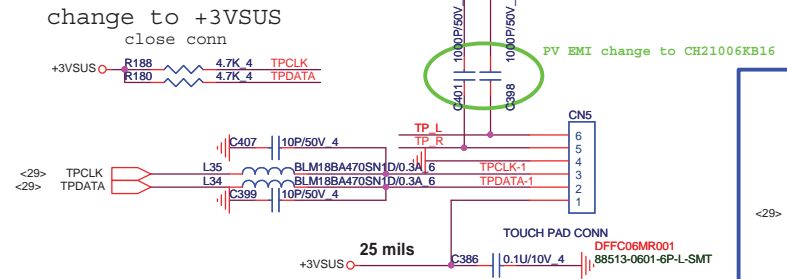 change to +3VSUS
close conn
1000P/50V_
1000P/50V_
PV EMI change to CH21006KB16
+3VSUS
R188 4.7K_4 TPCLK
R180 4.7K_4 TPDATA
C401
C398
CN5
TP_L
TP_R
6
5
4
3
2
1
C407 10P/50V_4
<29> TPCLK L35 BLM18BA470SN1D/0.3A_6 TPCLK-1
<29> TPDATA L34 BLM18BA470SN1D/0.3A_6 TPDATA-1
C399 10P/50V_4
<29>
TOUCH PAD CONN
DFFC06MR001
88513-0601-6P-L-SMT
25 mils
+3VSUS
C386 0.1U/10V_4